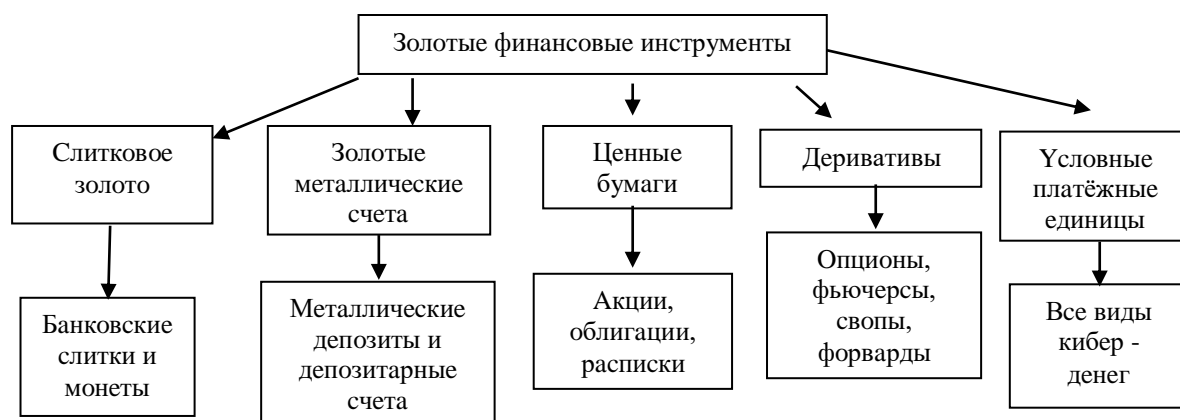 Золотые финансовые инструменты
Слитковое
золото
Золотые
металлические
счета
Ценные
бумаги
Деривативы
Условные
платёжные
единицы
Банковские
слитки и
монеты
Металлические
депозиты и
депозитарные
счета
Акции,
облигации,
расписки
Опционы,
фьючерсы,
свопы,
форварды
Все виды
кибер -
денег